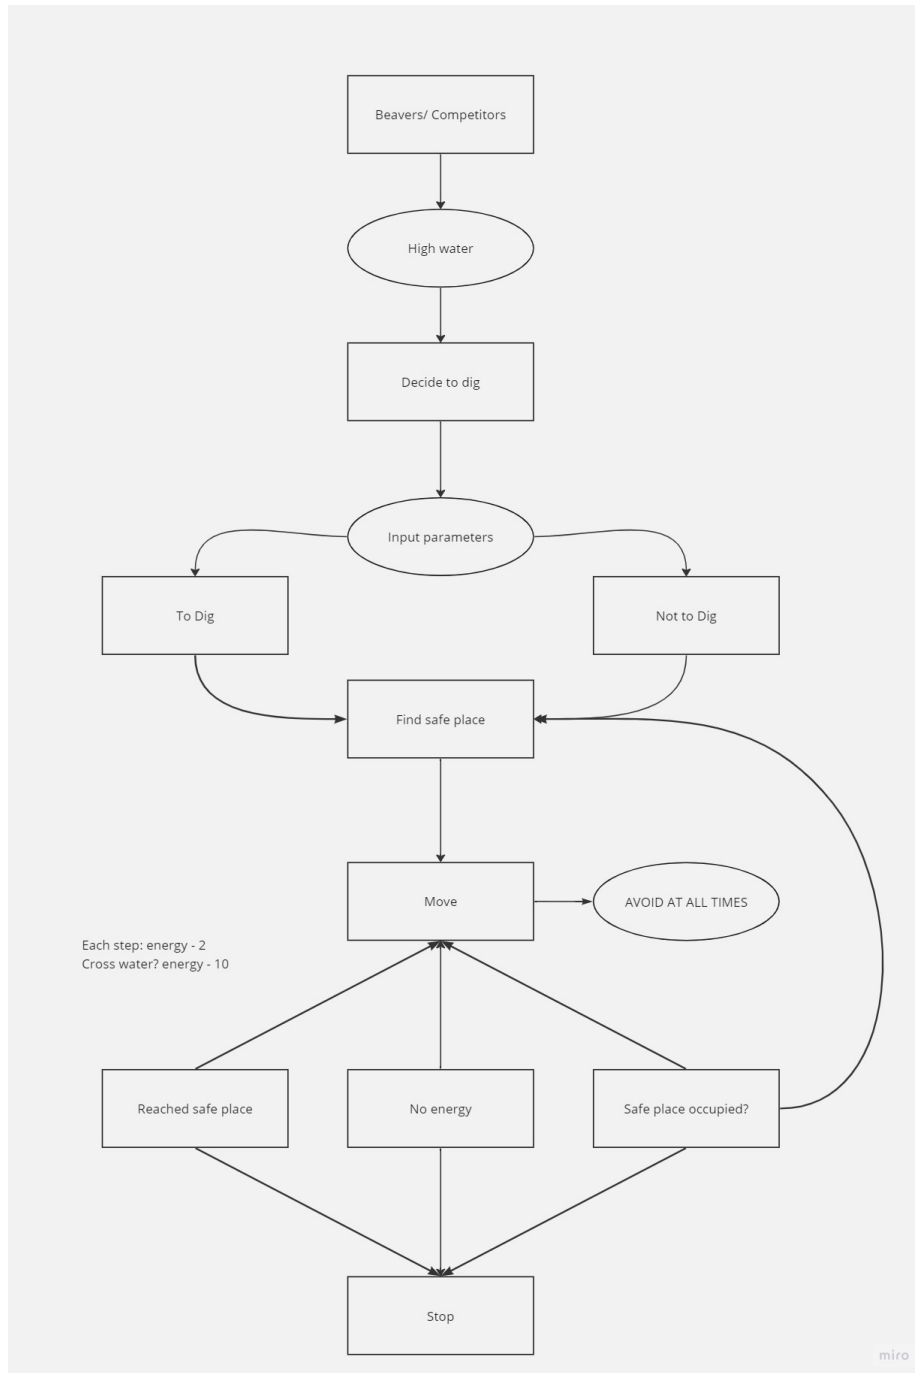 Beavers/ Competitors
High water
Decide to dig
Input parameters
To Dig
Not to Dig
Find safe place
Move
AVOID AT ALL TIMES
Each step: energy - 2
Cross water? energy - 10
Reached safe place
No energy
Safe place occupied?
Stop
miro